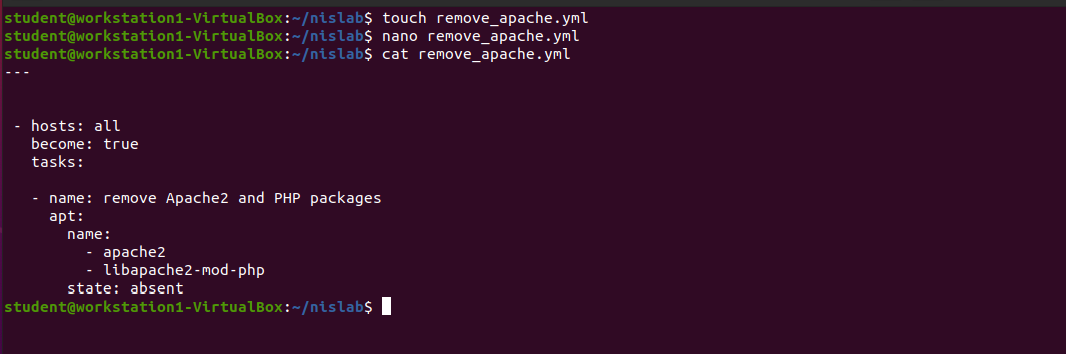 student@workstation1-VirtualBox:~/nislab$ touch remove_apache.yml
student@workstation1-VirtualBox:~/nislab$ nano remove_apache.yml
student@workstation1-VirtualBox:~/nislab$ cat remove_apache.yml
---
 - hosts: all
   become: true
   tasks:
   - name: remove Apache2 and PHP packages
     apt:
       name:
         - apache2
         - libapache2-mod-php
       state: absent
student@workstation1-VirtualBox:~/nislab$